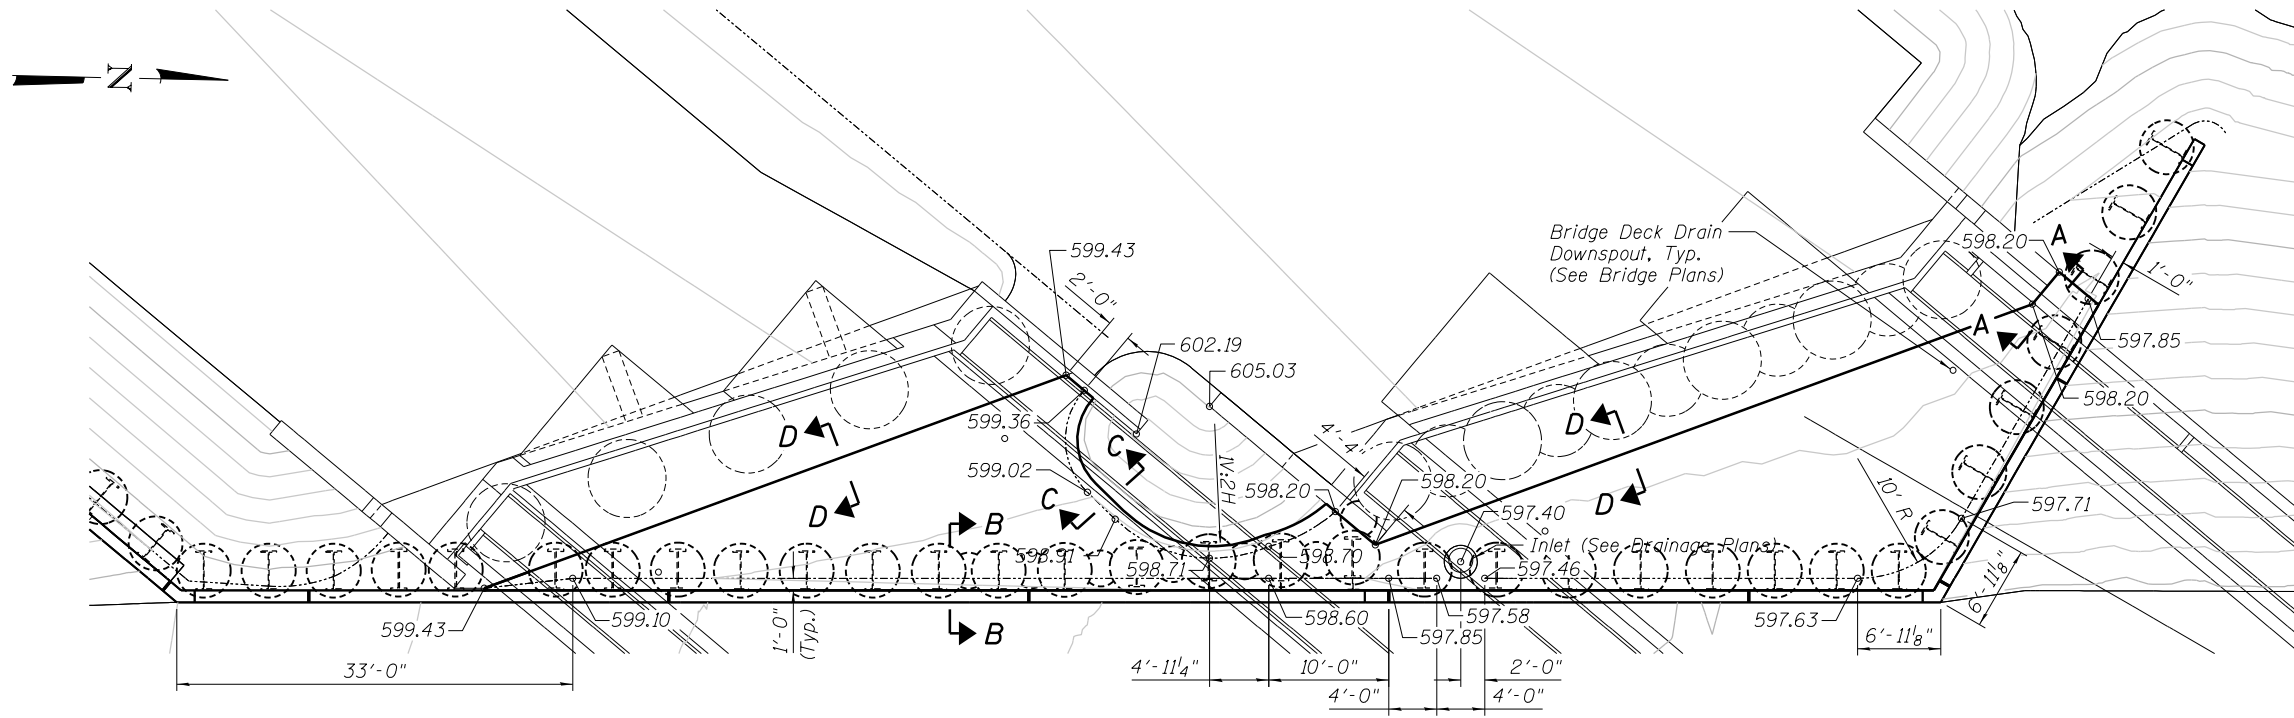 N
599.43
2'-0"
602.19
605.03
Bridge Deck Drain
Downspout, Typ.
(See Bridge Plans)
598.20
A
1'-0"
A
597.85
598.20
D
D
599.36
C
599.02
C
1V:2H
4'-4"
598.20
598.20
D
D
597.40
Inlet (See Drainage Plans)
597.46
10' R
597.71
6'-11 1/8"
B
598.91
598.71
598.70
599.43
599.10
1'-0"
(Typ.)
B
598.60
597.58
597.85
597.63
6'-11 1/8"
33'-0"
4'-11 1/4"
10'-0"
2'-0"
4'-0"
4'-0"